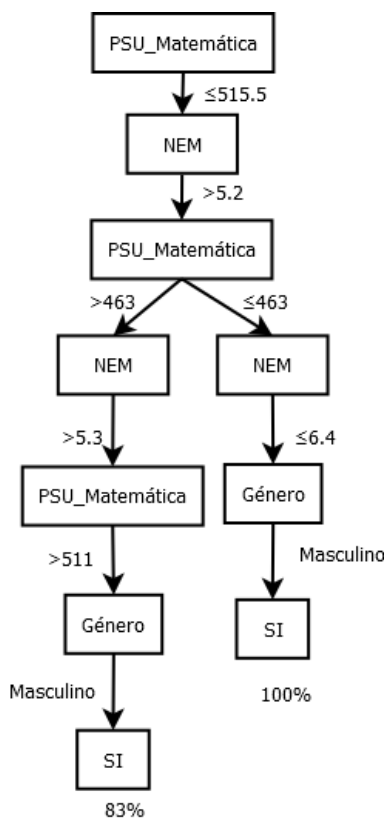 PSU_Matemática
≤515.5
NEM
>5.2
PSU_Matemática
>463
≤463
NEM
NEM
>5.3
≤6.4
PSU_Matemática
Género
>511
Masculino
Género
SI
Masculino
100%
SI
83%